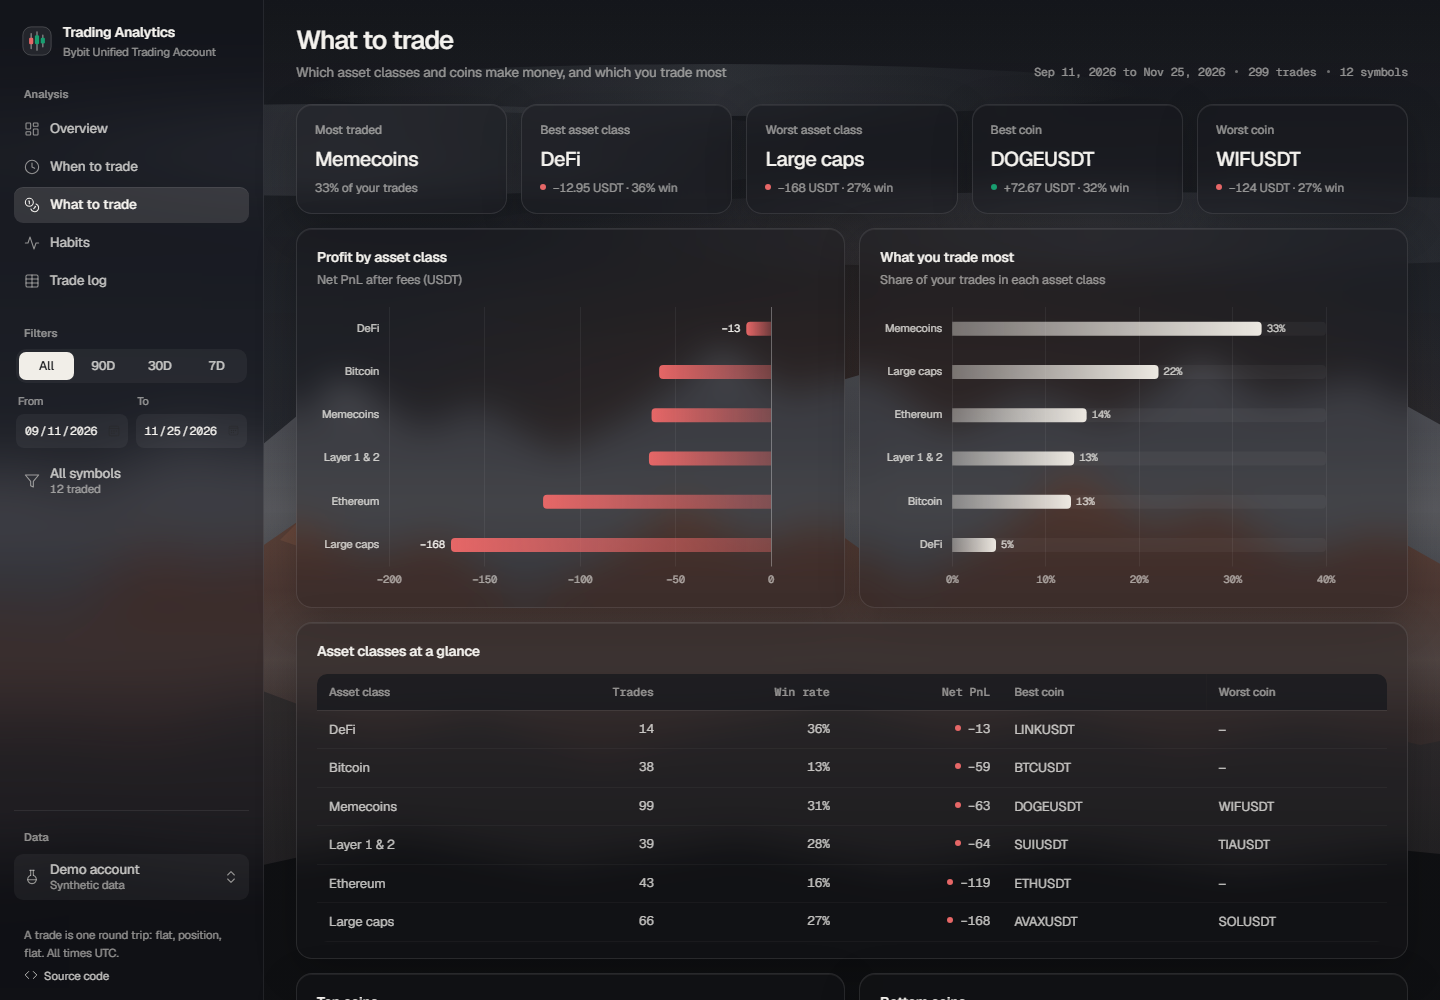 Trading Analytics
Bybit Unified Trading Account
Analysis
Overview
When to trade
What to trade
Habits
Trade log
Filters
All 90D 30D 7D
From To
09/11/2026 11/25/2026
All symbols
12 traded
Data
Demo account
Synthetic data
A trade is one round trip: flat, position,
flat. All times UTC.
Source code
What to trade
Which asset classes and coins make money, and which you trade most
Sep 11, 2026 to Nov 25, 2026 · 299 trades · 12 symbols
Most traded
Memecoins
33% of your trades
Best asset class
DeFi
−12.95 USDT · 36% win
Worst asset class
Large caps
−168 USDT · 27% win
Best coin
DOGEUSDT
+72.67 USDT · 32% win
Worst coin
WIFUSDT
−124 USDT · 27% win
Profit by asset class
Net PnL after fees (USDT)
DeFi −13
Bitcoin
Memecoins
Layer 1 & 2
Ethereum
Large caps −168
−200 −150 −100 −50 0
What you trade most
Share of your trades in each asset class
Memecoins 33%
Large caps 22%
Ethereum 14%
Layer 1 & 2 13%
Bitcoin 13%
DeFi 5%
0% 10% 20% 30% 40%
Asset classes at a glance
Asset class Trades Win rate Net PnL Best coin Worst coin
DeFi 14 36% −13 LINKUSDT –
Bitcoin 38 13% −59 BTCUSDT –
Memecoins 99 31% −63 DOGEUSDT WIFUSDT
Layer 1 & 2 39 28% −64 SUIUSDT TIAUSDT
Ethereum 43 16% −119 ETHUSDT –
Large caps 66 27% −168 AVAXUSDT SOLUSDT
Top coins
Bottom coins